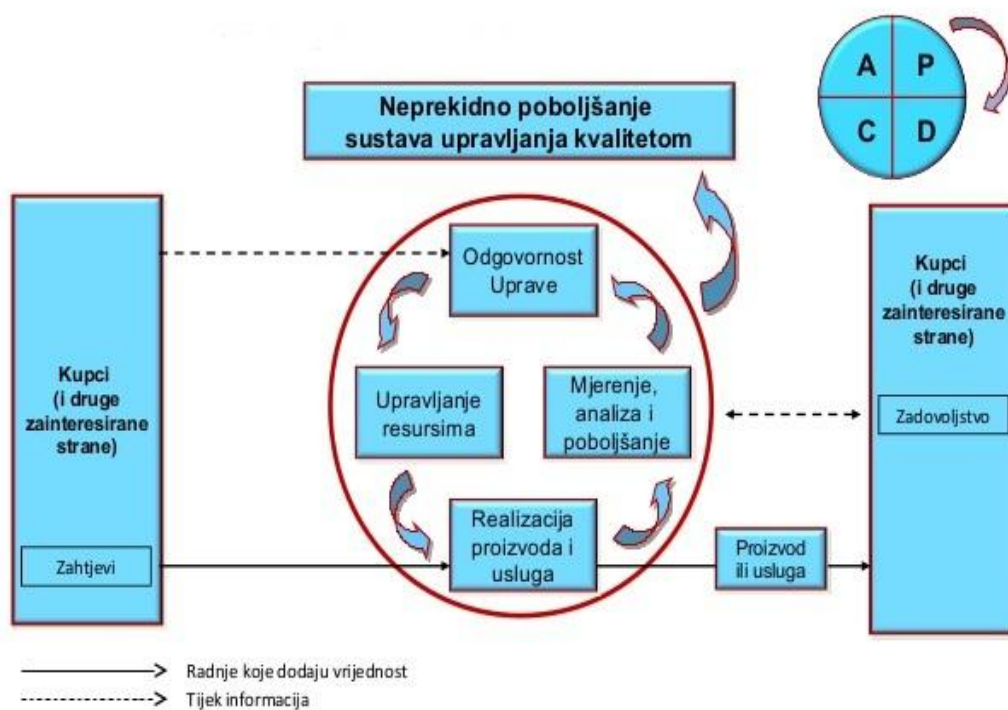 A P
C D
Neprekidno poboljšanje
sustava upravljanja kvalitetom
Kupci
(i druge
zainteresirane
strane)
Zahtjevi
Odgovornost
Uprave
Upravljanje
resursima
Mjerenje,
analiza i
poboljšanje
Realizacija
proizvoda i
usluga
Proizvod
ili usluga
Kupci
(i druge
zainteresirane
strane)
Zadovoljstvo
Radnje koje dodaju vrijednost
Tijek informacija